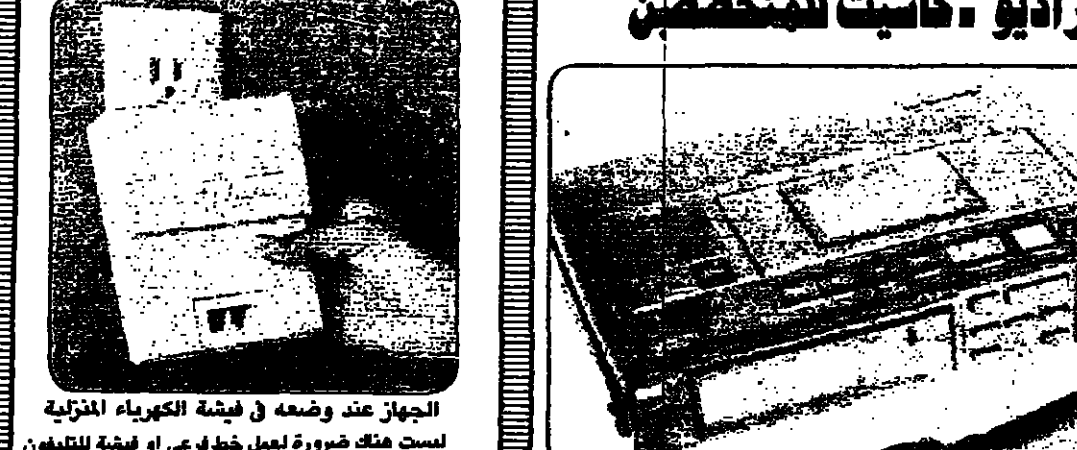 راديو - كاسيت للمتخصصين
الجهاز عند وضعه في فيشة الكهرباء المنزلية
ليست هناك ضرورة لعمل خط فرعي او فيشة للتليفون